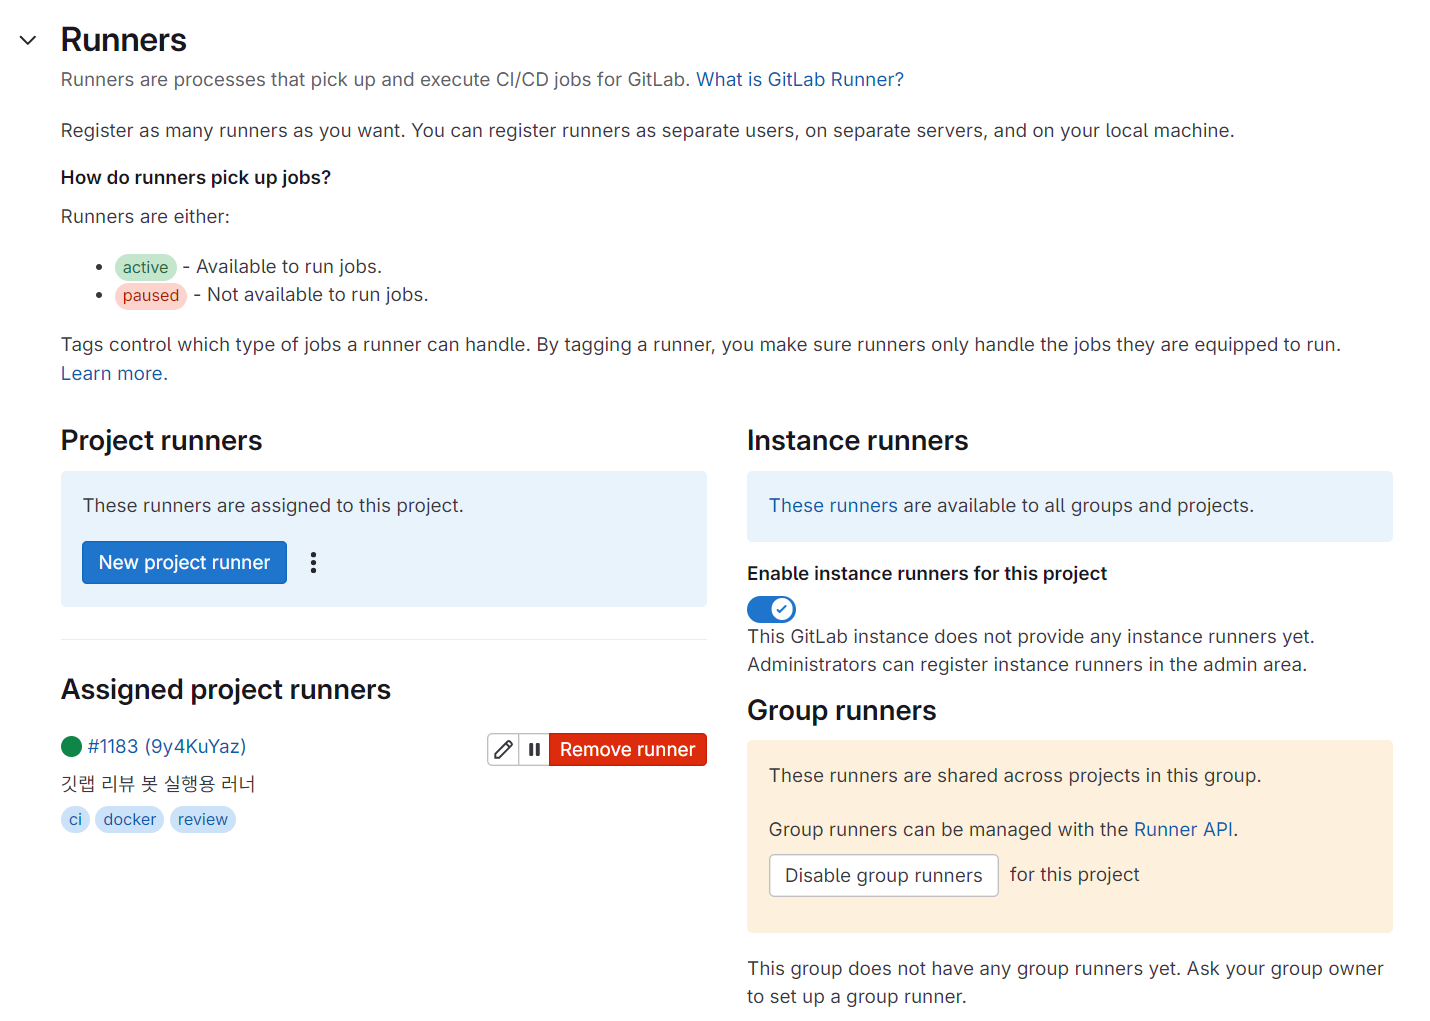 Runners
Runners are processes that pick up and execute CI/CD jobs for GitLab. What is GitLab Runner?
Register as many runners as you want. You can register runners as separate users, on separate servers, and on your local machine.
How do runners pick up jobs?
Runners are either:
active - Available to run jobs.
paused - Not available to run jobs.
Tags control which type of jobs a runner can handle. By tagging a runner, you make sure runners only handle the jobs they are equipped to run.
Learn more.
Project runners
These runners are assigned to this project.
New project runner
Assigned project runners
#1183 (9y4KuYaz)
Remove runner
깃랩 리뷰 봇 실행용 러너
ci docker review
Instance runners
These runners are available to all groups and projects.
Enable instance runners for this project
This GitLab instance does not provide any instance runners yet.
Administrators can register instance runners in the admin area.
Group runners
These runners are shared across projects in this group.
Group runners can be managed with the Runner API.
Disable group runners for this project
This group does not have any group runners yet. Ask your group owner
to set up a group runner.